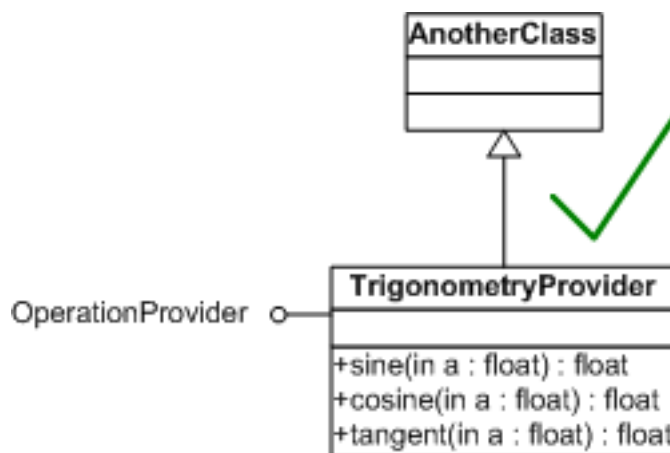 AnotherClass
TrigonometryProvider
OperationProvider
+sine(in a : float) : float
+cosine(in a : float) : float
+tangent(in a : float) : float